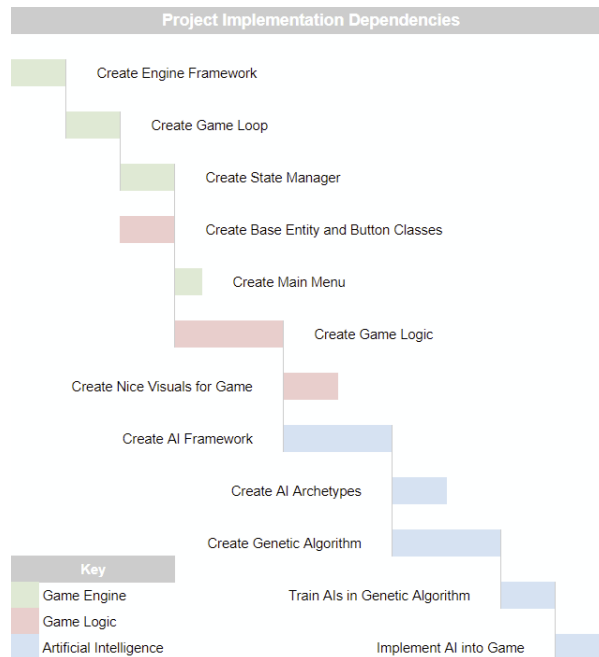 Project Implementation Dependencies
Create Engine Framework
Create Game Loop
Create State Manager
Create Base Entity and Button Classes
Create Main Menu
Create Game Logic
Create Nice Visuals for Game
Create AI Framework
Create AI Archetypes
Create Genetic Algorithm
Key
Game Engine
Train AIs in Genetic Algorithm
Game Logic
Artificial Intelligence
Implement AI into Game